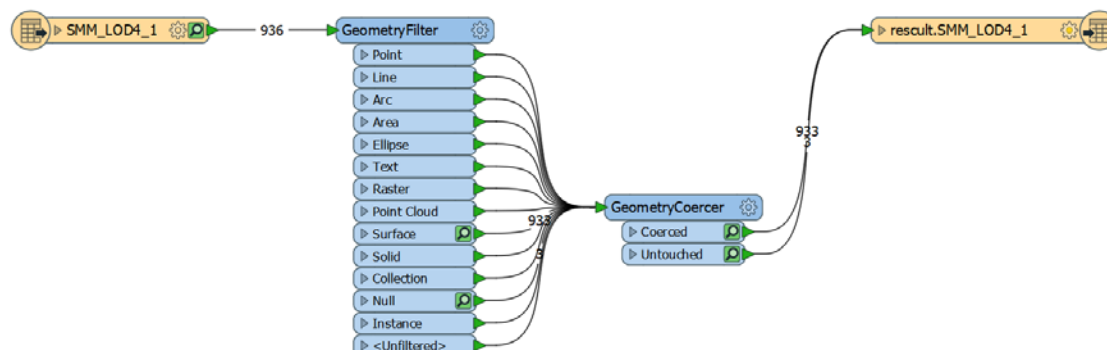 SMM_LOD4_1
936
GeometryFilter
Point
Line
Arc
Area
Ellipse
Text
Raster
Point Cloud
Surface
Solid
Collection
Null
Instance
<Unfiltered>
933
3
GeometryCoercer
Coerced
Untouched
933
3
rescult.SMM_LOD4_1